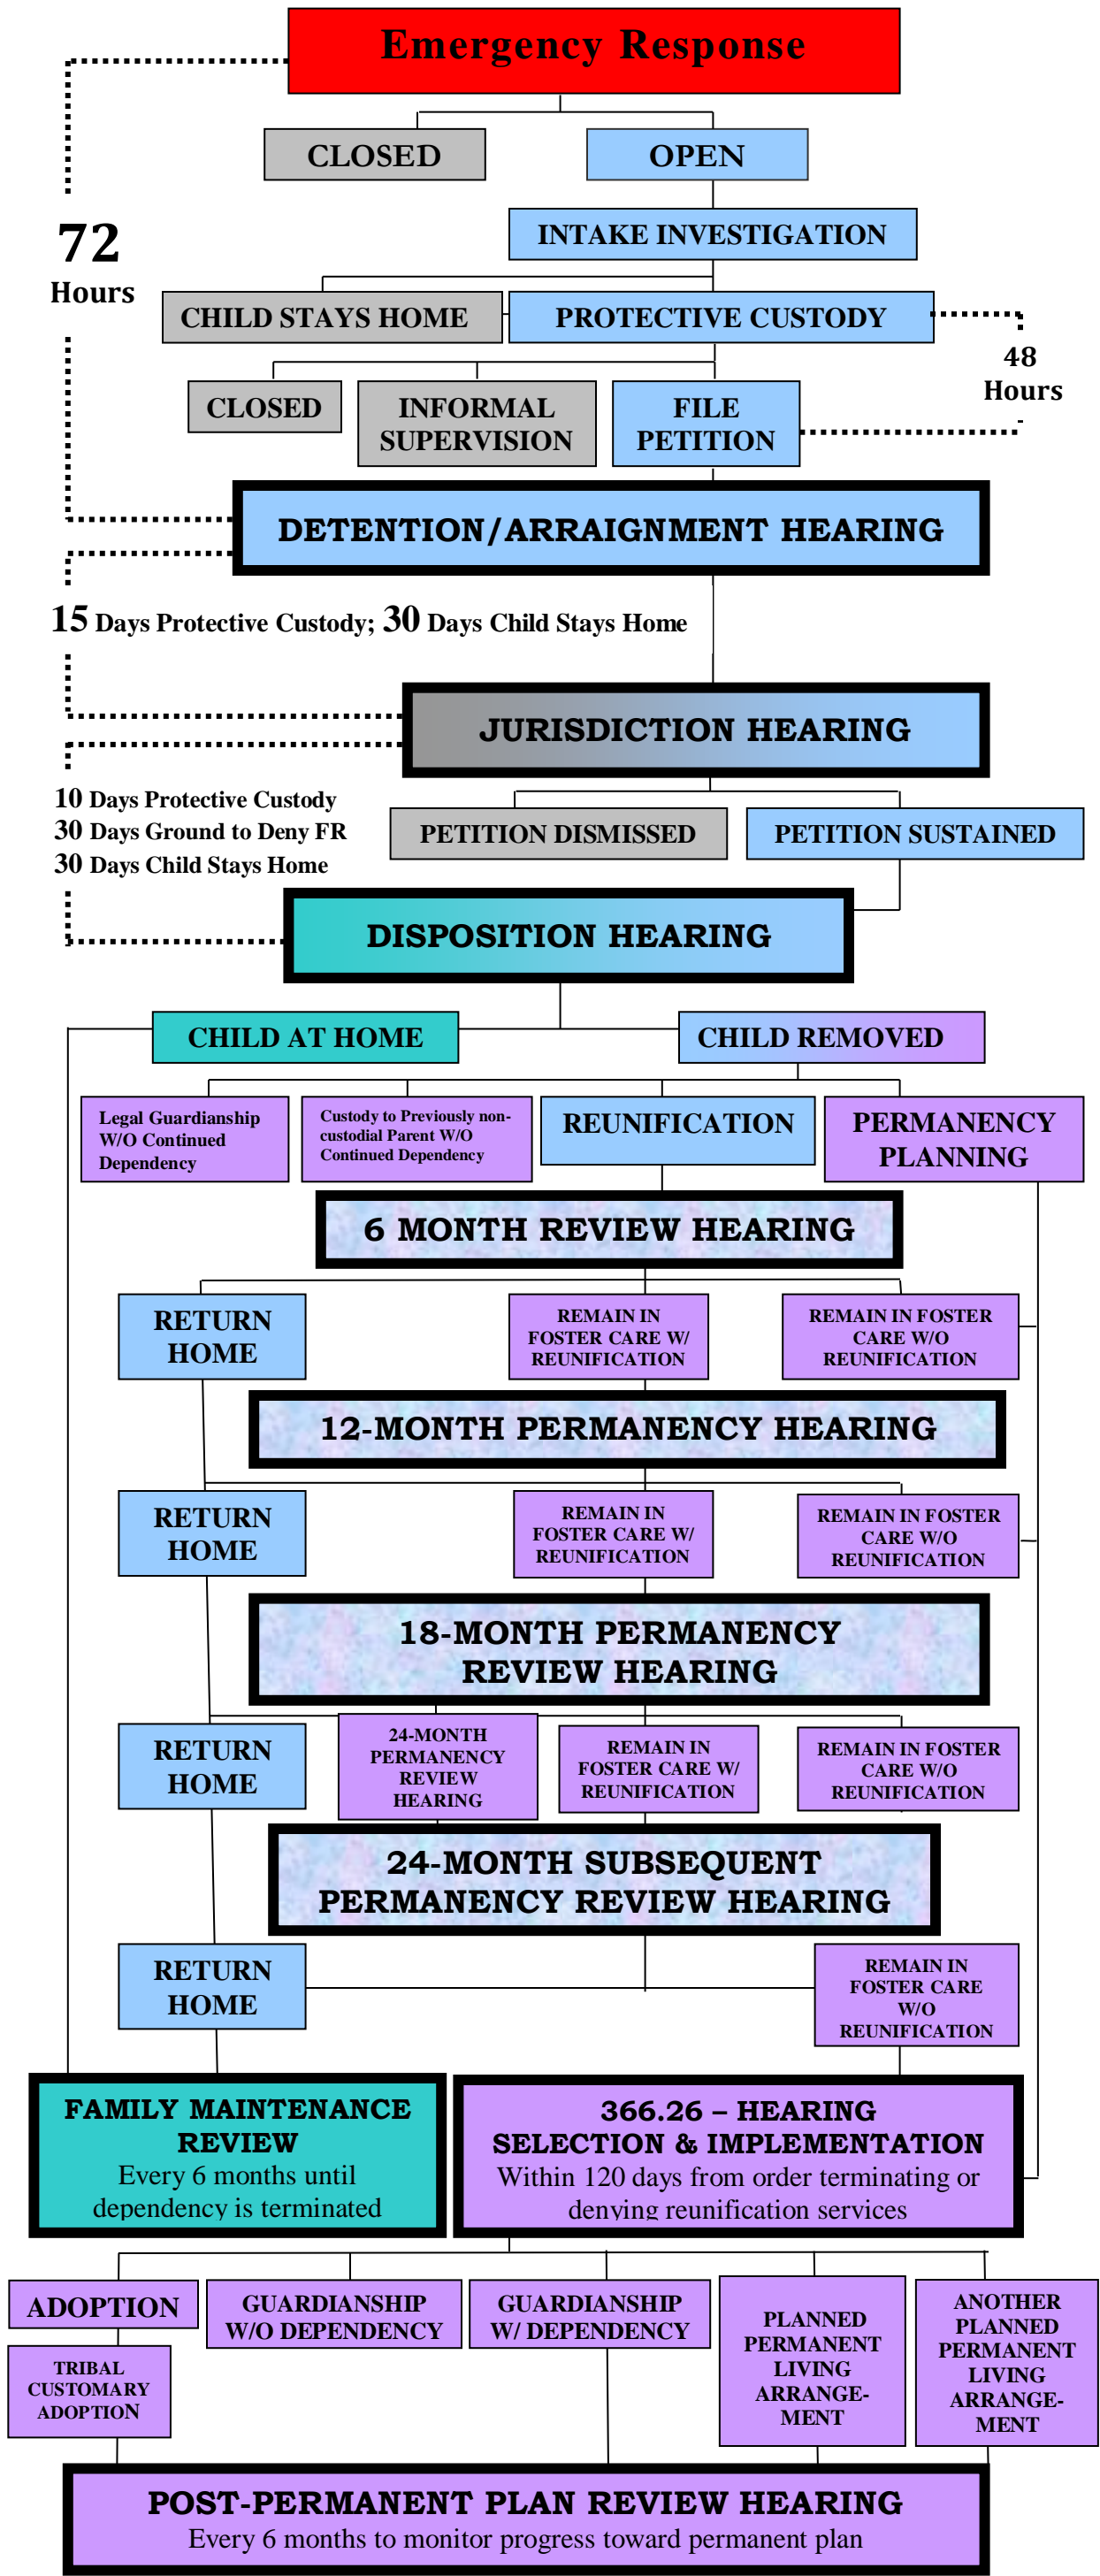 Emergency Response
CLOSED
OPEN
INTAKE INVESTIGATION
72
Hours
CHILD STAYS HOME
PROTECTIVE CUSTODY
48
Hours
CLOSED
INFORMAL
SUPERVISION
FILE
PETITION
DETENTION/ARRAIGNMENT HEARING
15 Days Protective Custody; 30 Days Child Stays Home
JURISDICTION HEARING
10 Days Protective Custody
30 Days Ground to Deny FR
30 Days Child Stays Home
PETITION DISMISSED
PETITION SUSTAINED
DISPOSITION HEARING
CHILD AT HOME
CHILD REMOVED
Legal Guardianship
W/O Continued
Dependency
Custody to Previously non-
custodial Parent W/O
Continued Dependency
REUNIFICATION
PERMANENCY
PLANNING
6 MONTH REVIEW HEARING
RETURN
HOME
REMAIN IN
FOSTER CARE W/
REUNIFICATION
REMAIN IN FOSTER
CARE W/O
REUNIFICATION
12-MONTH PERMANENCY HEARING
RETURN
HOME
REMAIN IN
FOSTER CARE W/
REUNIFICATION
REMAIN IN FOSTER
CARE W/O
REUNIFICATION
18-MONTH PERMANENCY
REVIEW HEARING
RETURN
HOME
24-MONTH
PERMANENCY
REVIEW
HEARING
REMAIN IN
FOSTER CARE W/
REUNIFICATION
REMAIN IN FOSTER
CARE W/O
REUNIFICATION
24-MONTH SUBSEQUENT
PERMANENCY REVIEW HEARING
RETURN
HOME
REMAIN IN
FOSTER CARE
W/O
REUNIFICATION
FAMILY MAINTENANCE
REVIEW
Every 6 months until
dependency is terminated
366.26 – HEARING
SELECTION & IMPLEMENTATION
Within 120 days from order terminating or
denying reunification services
ADOPTION
GUARDIANSHIP
W/O DEPENDENCY
GUARDIANSHIP
W/ DEPENDENCY
PLANNED
PERMANENT
LIVING
ARRANGE-
MENT
ANOTHER
PLANNED
PERMANENT
LIVING
ARRANGE-
MENT
TRIBAL
CUSTOMARY
ADOPTION
POST-PERMANENT PLAN REVIEW HEARING
Every 6 months to monitor progress toward permanent plan